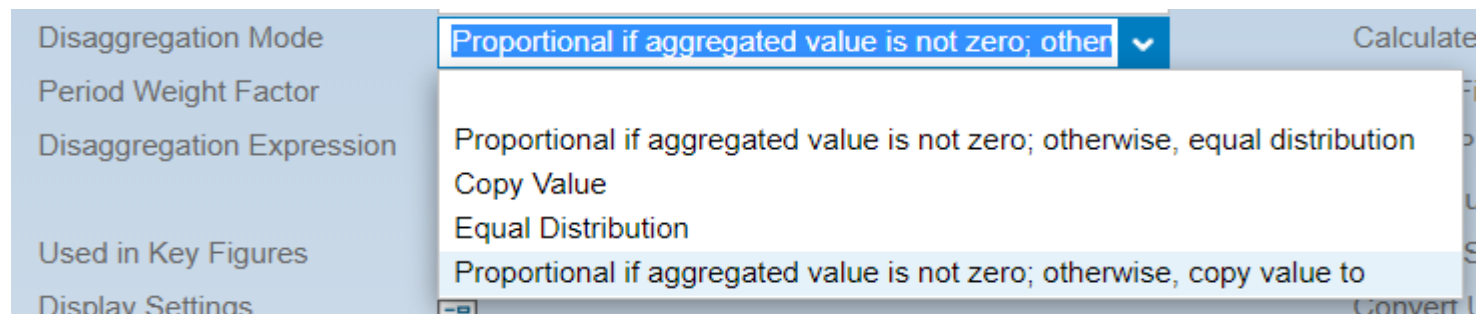 Disaggregation Mode
Proportional if aggregated value is not zero; other
Calculate
Period Weight Factor
Disaggregation Expression
Proportional if aggregated value is not zero; otherwise, equal distribution
Copy Value
Equal Distribution
Used in Key Figures
Proportional if aggregated value is not zero; otherwise, copy value to
Display Settings
Convert